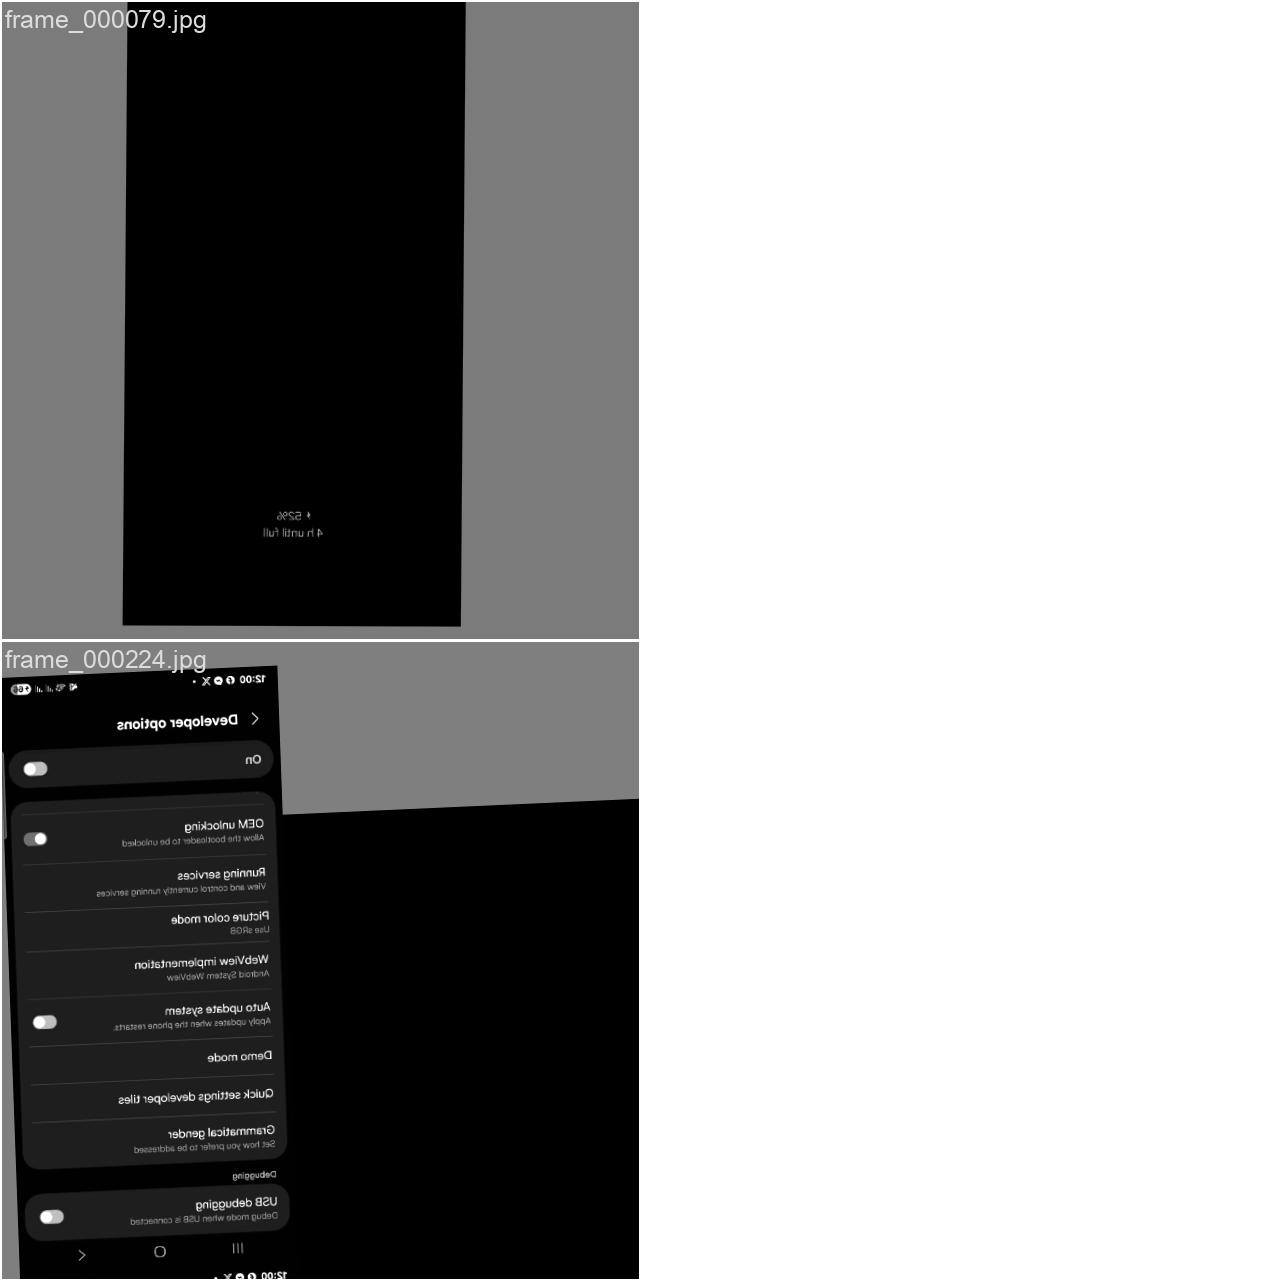 frame_000079.jpg
52%
4 h until full
frame_000224.jpg
12:00
Developer options
On
OEM unlocking
Allow the bootloader to be unlocked
Running services
View and control currently running services
Picture color mode
Use sRGB
WebView implementation
Android System WebView
Auto update system
Apply updates when the phone restarts.
Demo mode
Quick settings developer tiles
Grammatical gender
Set how you prefer to be addressed
Debugging
USB debugging
Debug mode when USB is connected
12:00